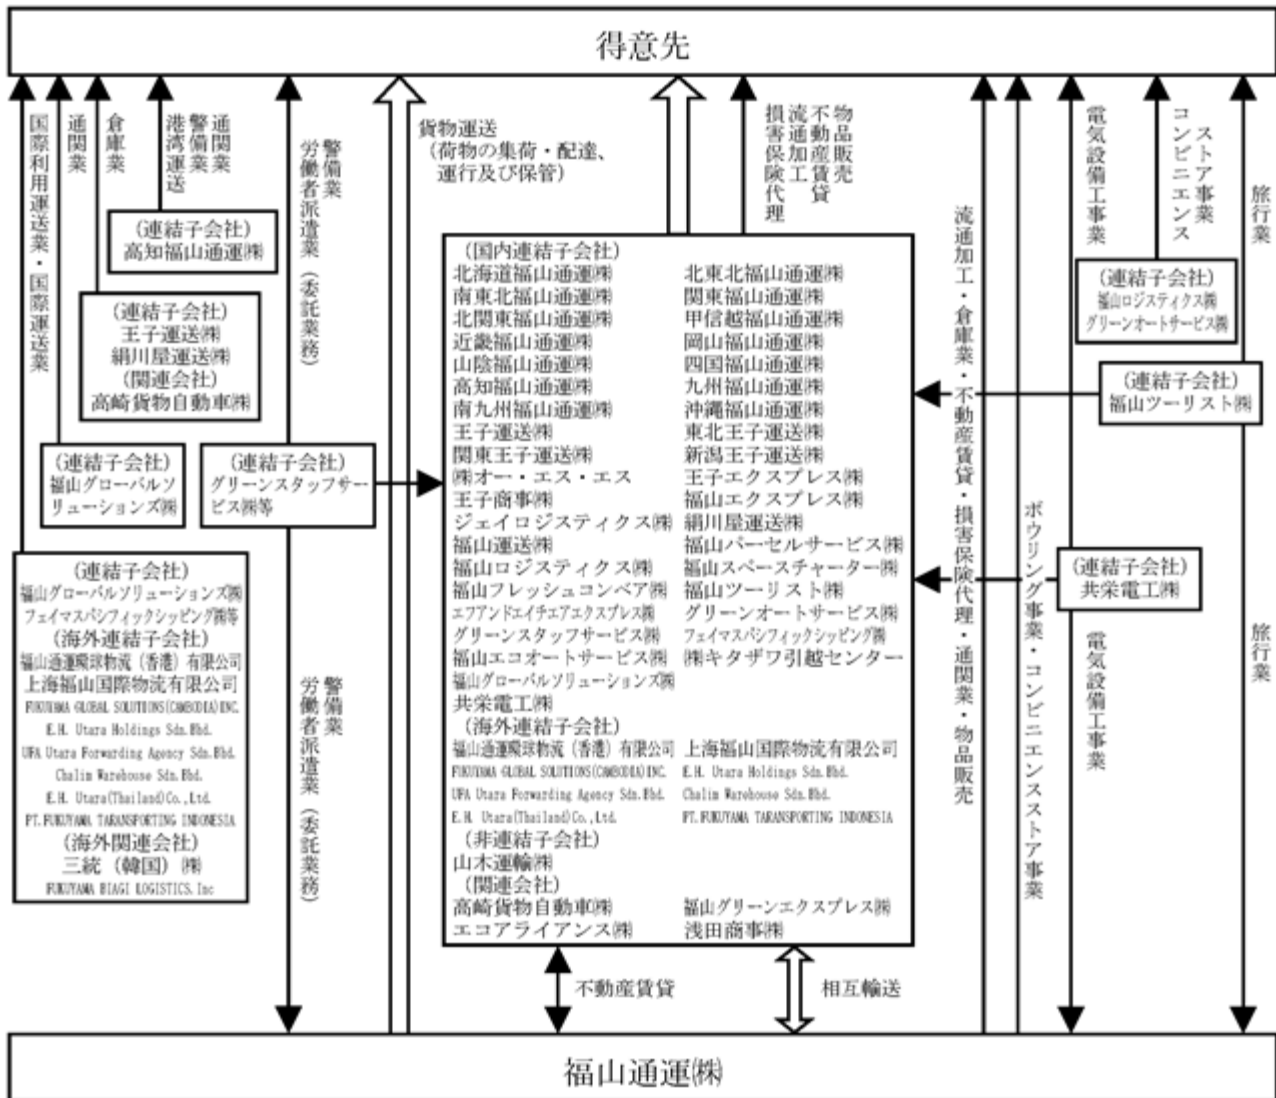 得意先
国際利用運送業・国際運送業
通関業
倉庫業
通関業
警備業
港湾運送
警備業
労働者派遣業（委託業務）
貨物運送
（荷物の集荷・配達、
運行及び保管）
物品販売
不動産賃貸
流通加工
損害保険代理
流通加工・倉庫業・不動産賃貸・損害保険代理・通関業・物品販売
ボウリング事業・コンビニエンスストア事業
電気設備工事業
コンビニエンス
ストア事業
旅行業
（連結子会社）
高知福山通運㈱
（連結子会社）
王子運送㈱
絹川屋運送㈱
（関連会社）
高崎貨物自動車㈱
（連結子会社）
福山グローバルソ
リューションズ㈱
（連結子会社）
グリーンスタッフサー
ビス㈱等
（連結子会社）
福山グローバルソリューションズ㈱
フェイマスパシフィックシッピング㈱等
（海外連結子会社）
福山通運環球物流（香港）有限公司
上海福山国際物流有限公司
FUKUYAMA GLOBAL SOLUTIONS(CAMBODIA)INC.
E.H. Utara Holdings Sdn.Bhd.
UFA Utara Forwarding Agency Sdn.Bhd.
Chalim Warehouse Sdn.Bhd.
E.H. Utara(Thailand)Co.,Ltd.
PT.FUKUYAMA TARANSPORTING INDONESIA
（海外関連会社）
三統（韓国）㈱
FUKUYAMA BIAGI LOGISTICS.Inc
警備業
労働者派遣業（委託業務）
（国内連結子会社）
北海道福山通運㈱ 北東北福山通運㈱
南東北福山通運㈱ 関東福山通運㈱
北関東福山通運㈱ 甲信越福山通運㈱
近畿福山通運㈱ 岡山福山通運㈱
山陰福山通運㈱ 四国福山通運㈱
高知福山通運㈱ 九州福山通運㈱
南九州福山通運㈱ 沖縄福山通運㈱
王子運送㈱ 東北王子運送㈱
関東王子運送㈱ 新潟王子運送㈱
㈱オー・エス・エス 王子エクスプレス㈱
王子商事㈱ 福山エクスプレス㈱
ジェイロジスティクス㈱ 絹川屋運送㈱
福山運送㈱ 福山パーセルサービス㈱
福山ロジスティクス㈱ 福山スペースチャーター㈱
福山フレッシュコンベア㈱ 福山ツーリスト㈱
エフアンドエイチエアエクスプレス㈱ グリーンオートサービス㈱
グリーンスタッフサービス㈱ フェイマスパシフィックシッピング㈱
福山エコオートサービス㈱ ㈱キタザワ引越センター
福山グローバルソリューションズ㈱
共栄電工㈱
（海外連結子会社）
福山通運環球物流（香港）有限公司 上海福山国際物流有限公司
FUKUYAMA GLOBAL SOLUTIONS(CAMBODIA)INC. E.H. Utara Holdings Sdn.Bhd.
UFA Utara Forwarding Agency Sdn.Bhd. Chalim Warehouse Sdn.Bhd.
E.H. Utara(Thailand)Co.,Ltd. PT.FUKUYAMA TARANSPORTING INDONESIA
（非連結子会社）
山木運輸㈱
（関連会社）
高崎貨物自動車㈱ 福山グリーンエクスプレス㈱
エコアライアンス㈱ 浅田商事㈱
（連結子会社）
福山ロジスティクス㈱
グリーンオートサービス㈱
（連結子会社）
福山ツーリスト㈱
（連結子会社）
共栄電工㈱
電気設備工事業
旅行業
不動産賃貸
相互輸送
福山通運㈱